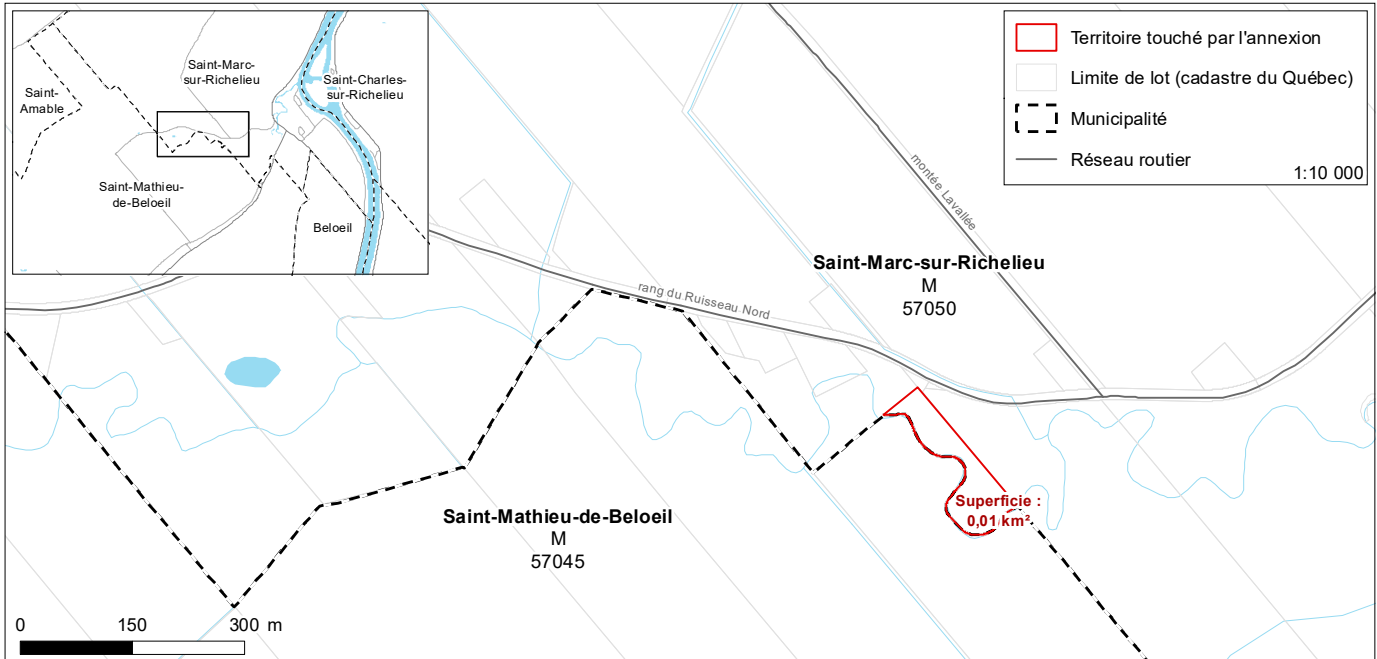 Saint-Marc-
sur-Richelieu
Saint-
Amable
Saint-Charles-
sur-Richelieu
Saint-Mathieu-
de-Beloeil
Beloeil
Territoire touché par l'annexion
Limite de lot (cadastre du Québec)
Municipalité
Réseau routier
1:10 000
montée Lavallée
Saint-Marc-sur-Richelieu
M
57050
rang du Ruisseau Nord
Superficie :
0,01 km²
Saint-Mathieu-de-Beloeil
M
57045
0 150 300 m